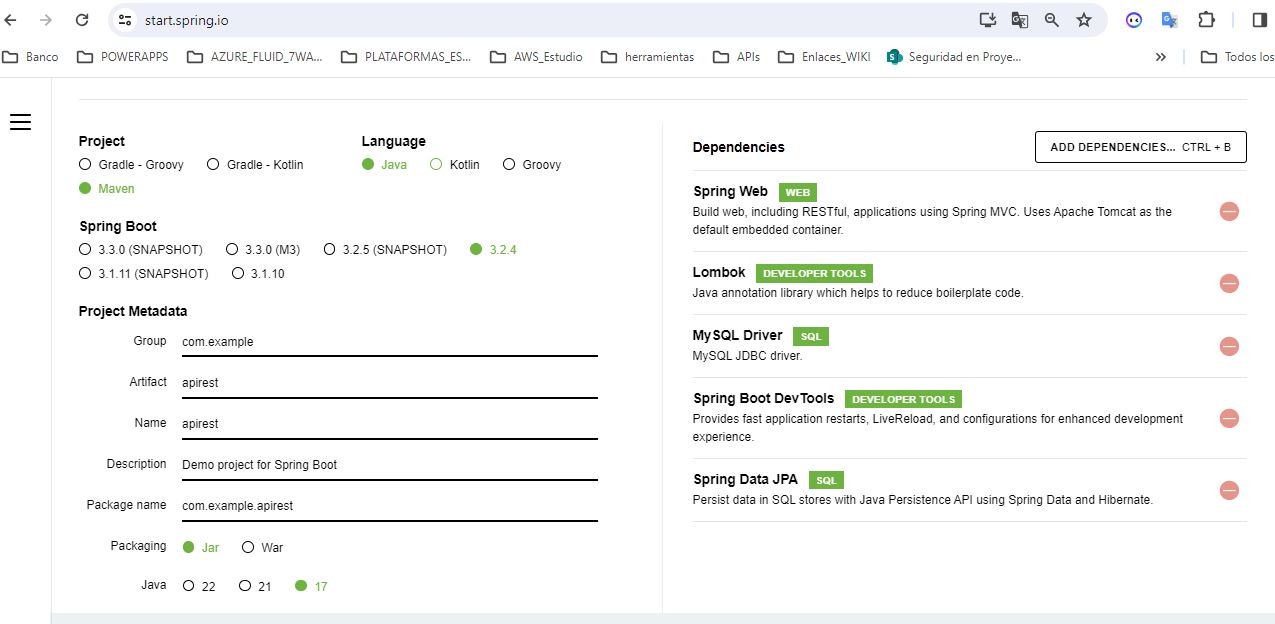 start.spring.io
Banco POWERAPPS AZURE_FLUID_7WA... PLATAFORMAS_ES... AWS_Estudio herramientas APIs Enlaces_WIKI Seguridad en Proye... » Todos los
Project
Gradle - Groovy Gradle - Kotlin
Maven
Language
Java Kotlin Groovy
Spring Boot
3.3.0 (SNAPSHOT) 3.3.0 (M3) 3.2.5 (SNAPSHOT) 3.2.4
3.1.11 (SNAPSHOT) 3.1.10
Project Metadata
Group com.example
Artifact apirest
Name apirest
Description Demo project for Spring Boot
Package name com.example.apirest
Packaging Jar War
Java 22 21 17
Dependencies
ADD DEPENDENCIES... CTRL + B
Spring Web WEB
Build web, including RESTful, applications using Spring MVC. Uses Apache Tomcat as the
default embedded container.
Lombok DEVELOPER TOOLS
Java annotation library which helps to reduce boilerplate code.
MySQL Driver SQL
MySQL JDBC driver.
Spring Boot DevTools DEVELOPER TOOLS
Provides fast application restarts, LiveReload, and configurations for enhanced development
experience.
Spring Data JPA SQL
Persist data in SQL stores with Java Persistence API using Spring Data and Hibernate.